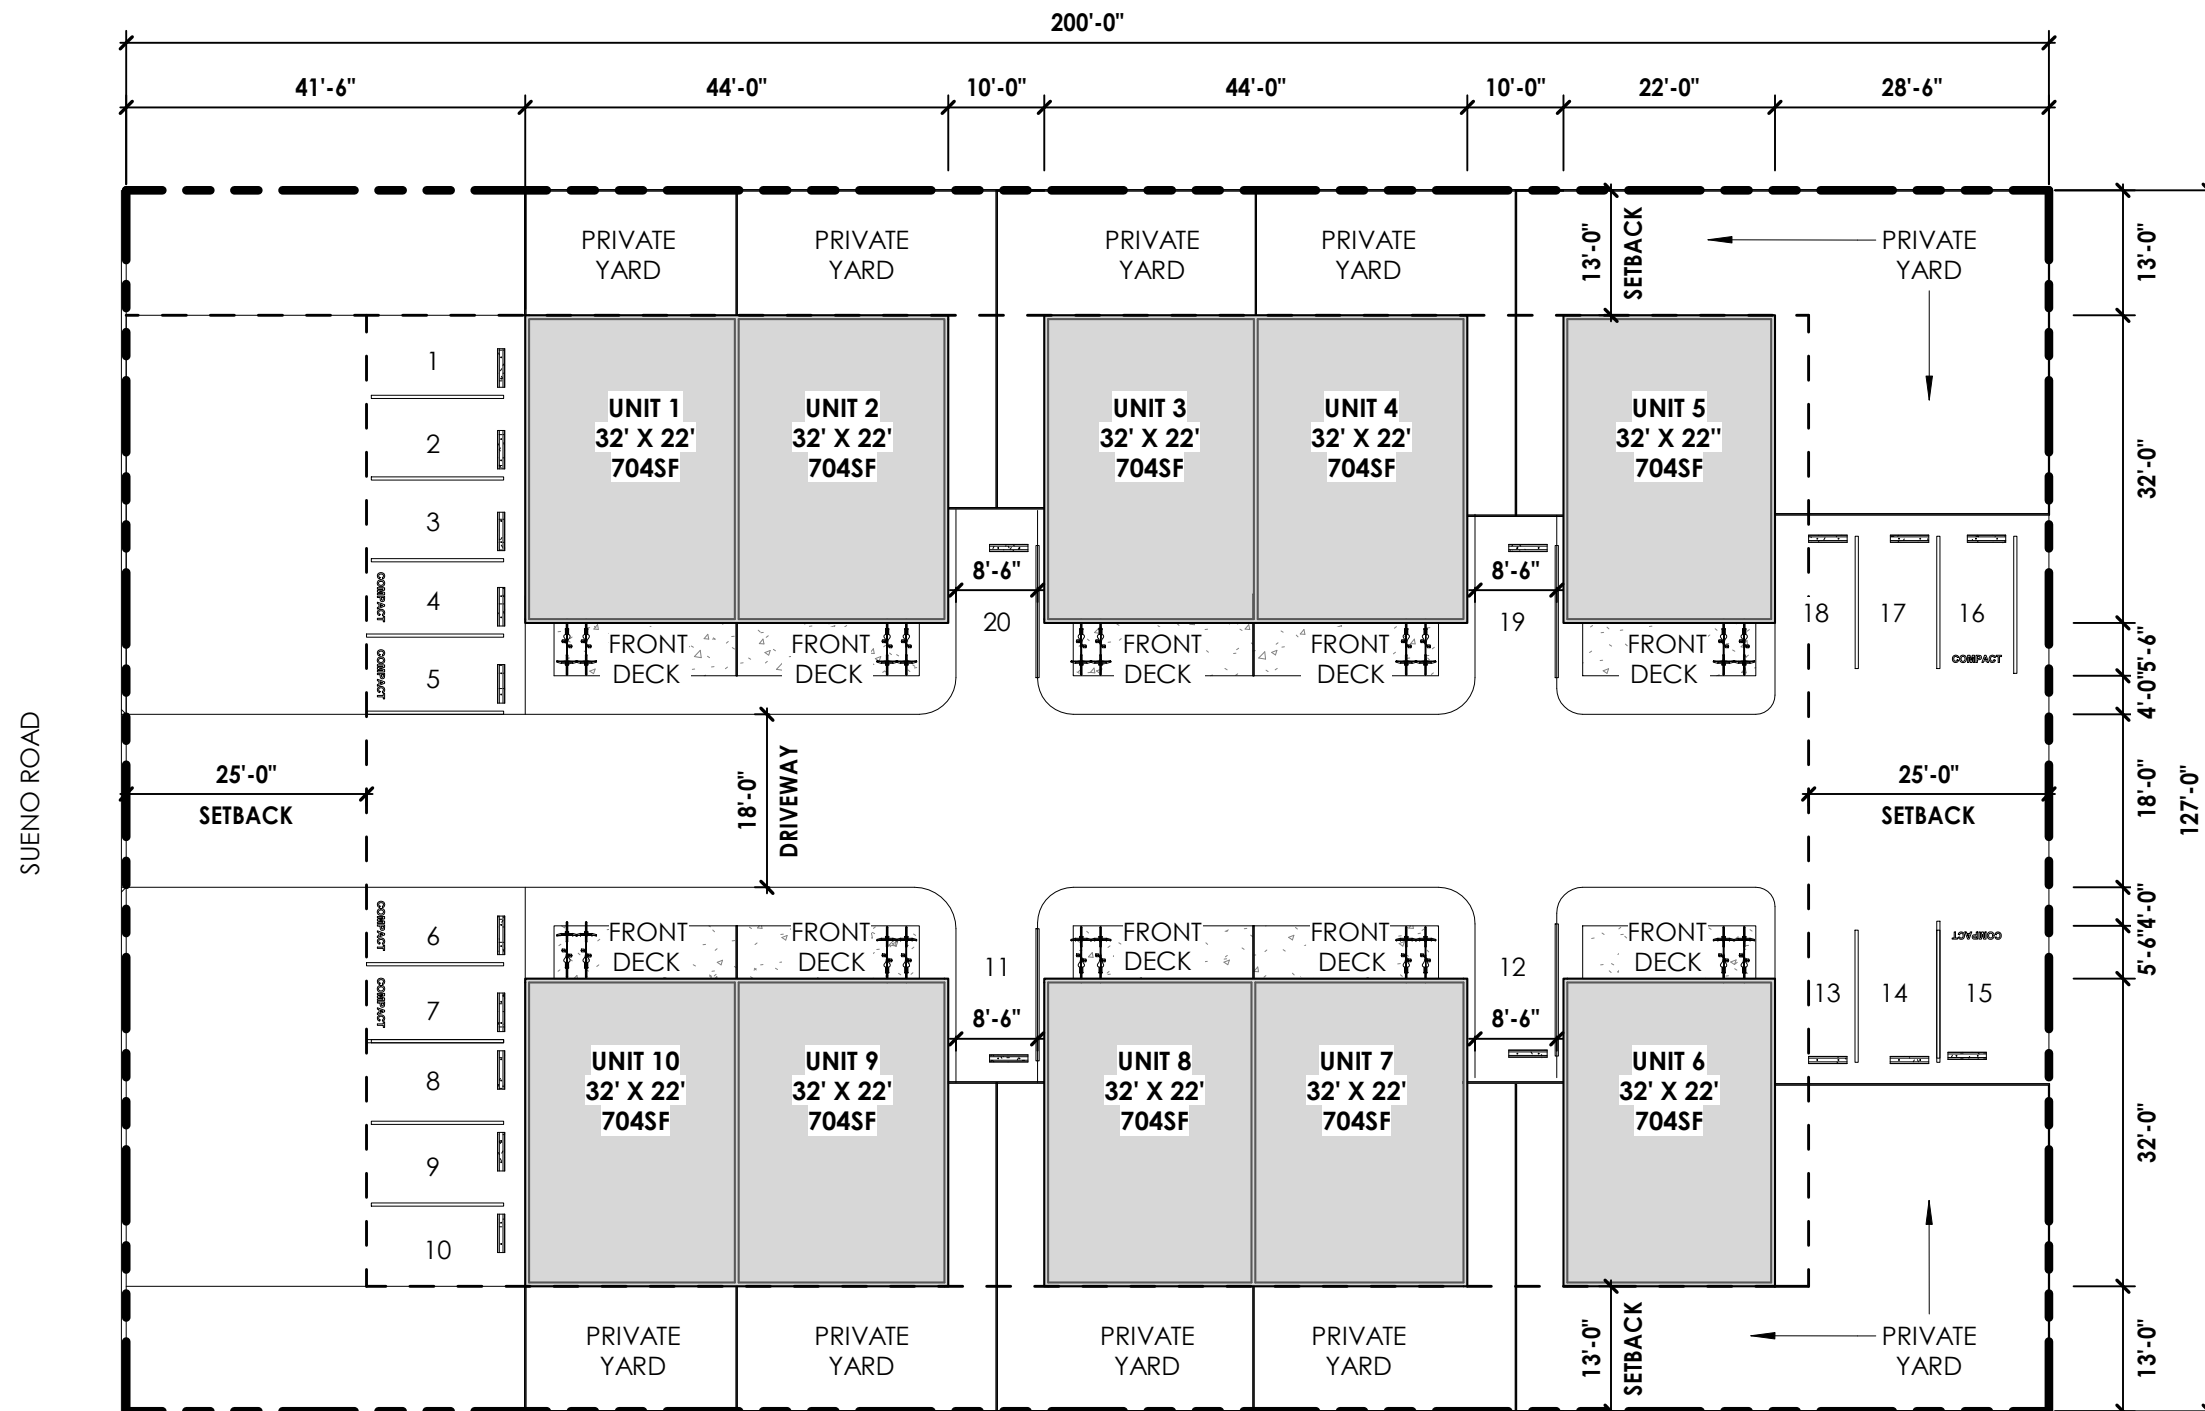 200'-0"
41'-6"
44'-0"
10'-0"
44'-0"
10'-0"
22'-0"
28'-6"
PRIVATE
YARD
PRIVATE
YARD
PRIVATE
YARD
PRIVATE
YARD
13'-0"
SETBACK
PRIVATE
YARD
13'-0"
1
2
3
COMPACT
4
COMPACT
5
UNIT 1
32' X 22'
704SF
UNIT 2
32' X 22'
704SF
UNIT 3
32' X 22'
704SF
UNIT 4
32' X 22'
704SF
UNIT 5
32' X 22"
704SF
32'-0"
8'-6"
20
8'-6"
19
18
17
16
COMPACT
FRONT
DECK
FRONT
DECK
FRONT
DECK
FRONT
DECK
FRONT
DECK
5'-6"
4'-0"
SUENO ROAD
25'-0"
SETBACK
18'-0"
DRIVEWAY
25'-0"
SETBACK
18'-0"
127'-0"
COMPACT
6
COMPACT
7
8
9
10
FRONT
DECK
FRONT
DECK
FRONT
DECK
FRONT
DECK
FRONT
DECK
11
8'-6"
12
8'-6"
COMPACT
13
14
15
4'-0"
5'-6"
UNIT 10
32' X 22'
704SF
UNIT 9
32' X 22'
704SF
UNIT 8
32' X 22'
704SF
UNIT 7
32' X 22'
704SF
UNIT 6
32' X 22'
704SF
32'-0"
PRIVATE
YARD
PRIVATE
YARD
PRIVATE
YARD
PRIVATE
YARD
13'-0"
SETBACK
PRIVATE
YARD
13'-0"